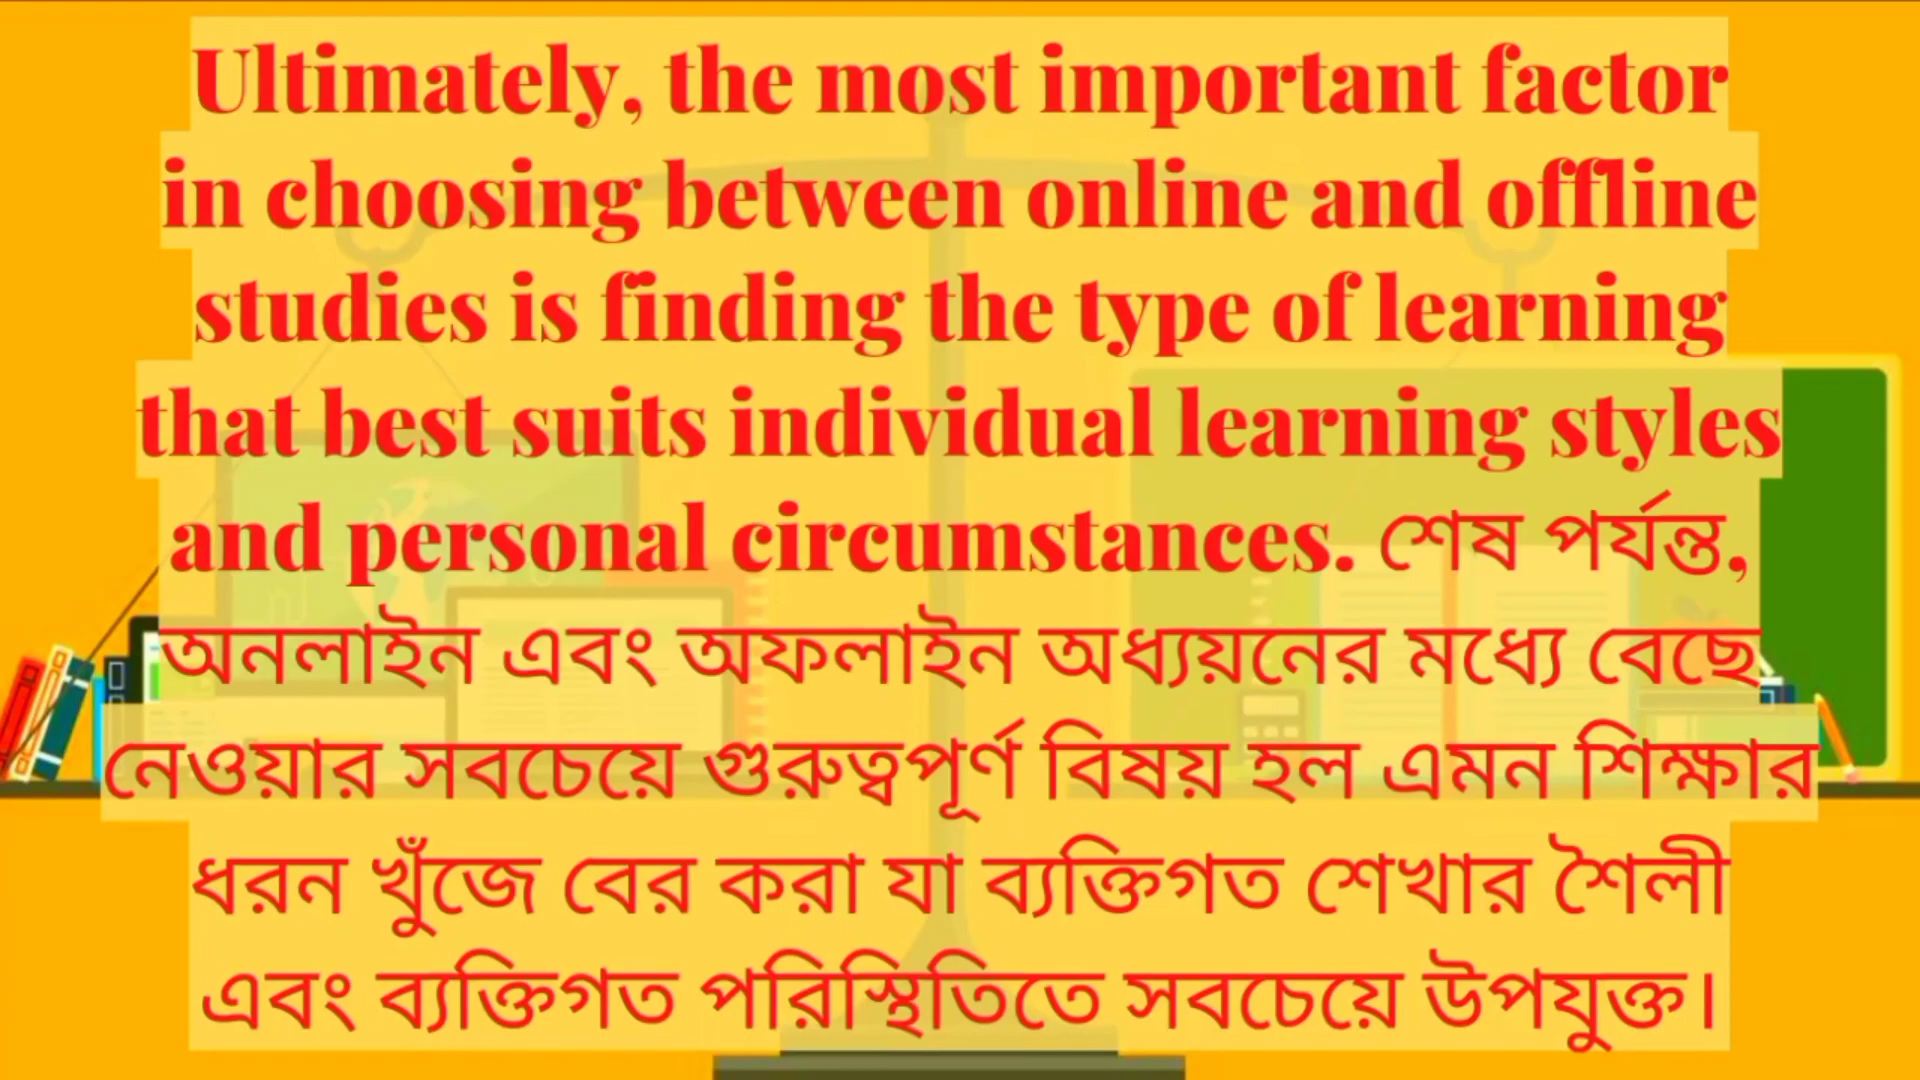 Ultimately, the most important factor
in choosing between online and offline
studies is finding the type of learning
that best suits individual learning styles
and personal circumstances. শেষ পর্যন্ত,
অনলাইন এবং অফলাইন অধ্যয়নের মধ্যে বেছে
নেওয়ার সবচেয়ে গুরুত্বপূর্ণ বিষয় হল এমন শিক্ষার
ধরন খুঁজে বের করা যা ব্যক্তিগত শেখার শৈলী
এবং ব্যক্তিগত পরিস্থিতিতে সবচেয়ে উপযুক্ত।